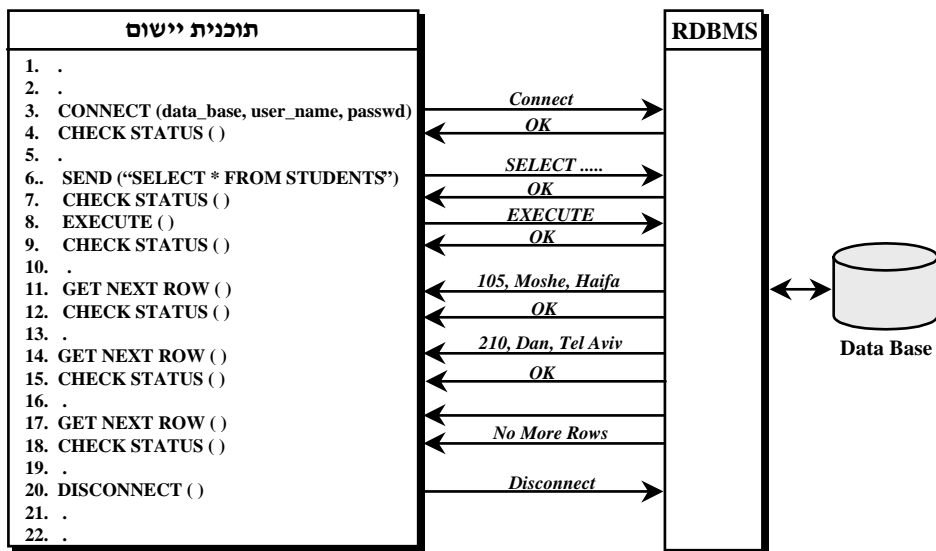 תוכנית יישום
1. .
2. .
3. CONNECT (data_base, user_name, passwd)
4. CHECK STATUS ( )
5. .
6.. SEND (“SELECT * FROM STUDENTS”)
7. CHECK STATUS ( )
8. EXECUTE ( )
9. CHECK STATUS ( )
10. .
11. GET NEXT ROW ( )
12. CHECK STATUS ( )
13. .
14. GET NEXT ROW ( )
15. CHECK STATUS ( )
16. .
17. GET NEXT ROW ( )
18. CHECK STATUS ( )
19. .
20. DISCONNECT ( )
21. .
22. .
Connect
OK
SELECT .....
OK
EXECUTE
OK
105, Moshe, Haifa
OK
210, Dan, Tel Aviv
OK
No More Rows
Disconnect
RDBMS
Data Base